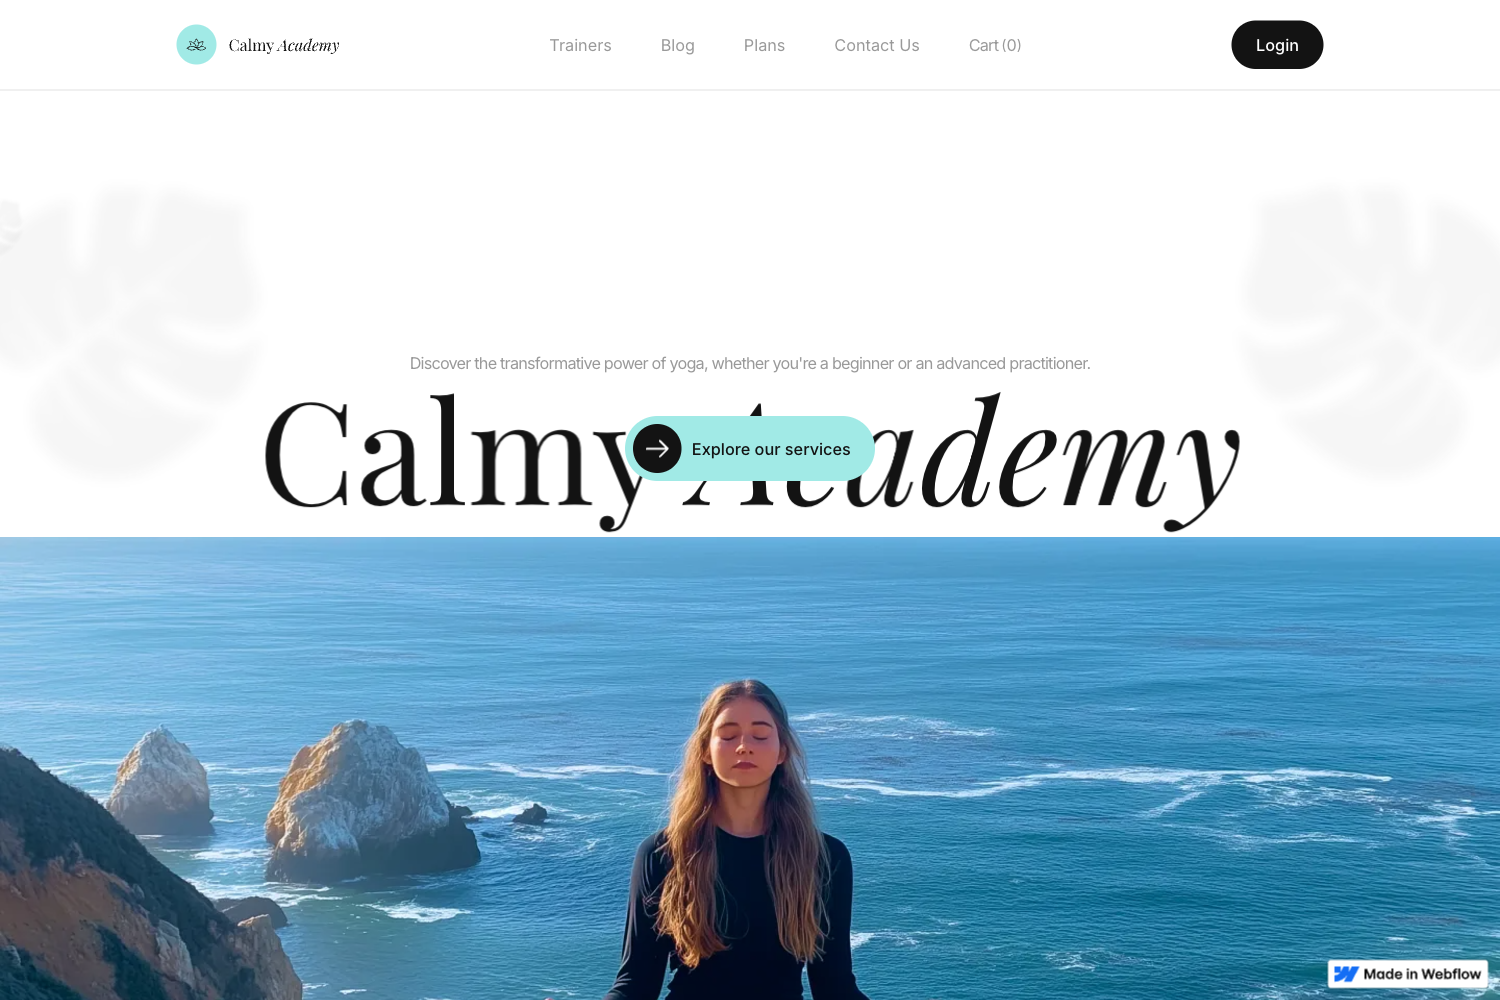 Calmy Academy
Trainers
Blog
Plans
Contact Us
Cart (0)
Login
Discover the transformative power of yoga, whether you're a beginner or an advanced practitioner.
Calmy Academy
Explore our services
Made in Webflow